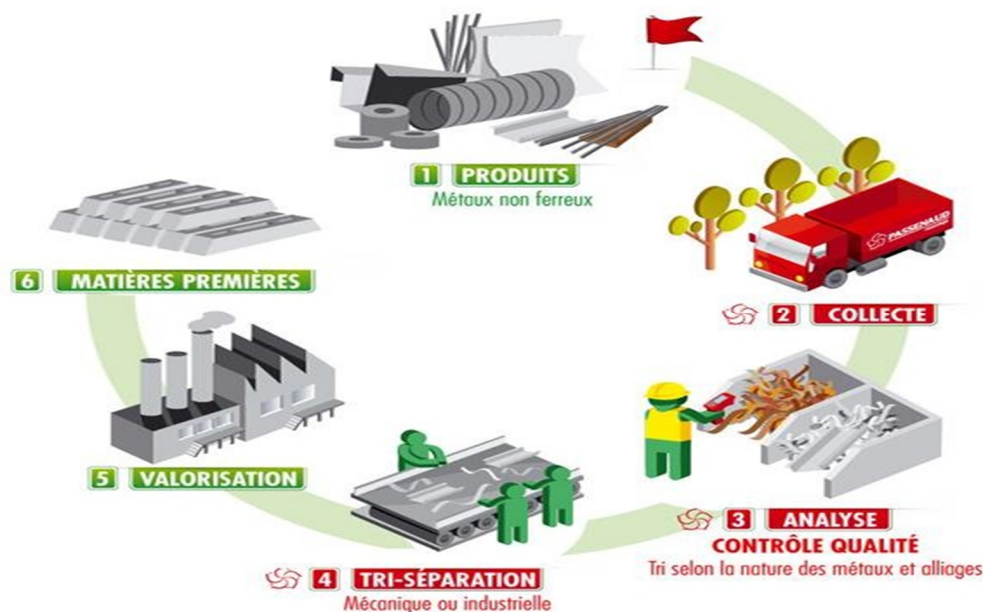 1 PRODUITS
Métaux non ferreux
PASSENAUD
2 COLLECTE
3 ANALYSE
CONTRÔLE QUALITÉ
Tri selon la nature des métaux et alliages
4 TRI-SÉPARATION
Mécanique ou industrielle
5 VALORISATION
6 MATIÈRES PREMIÈRES